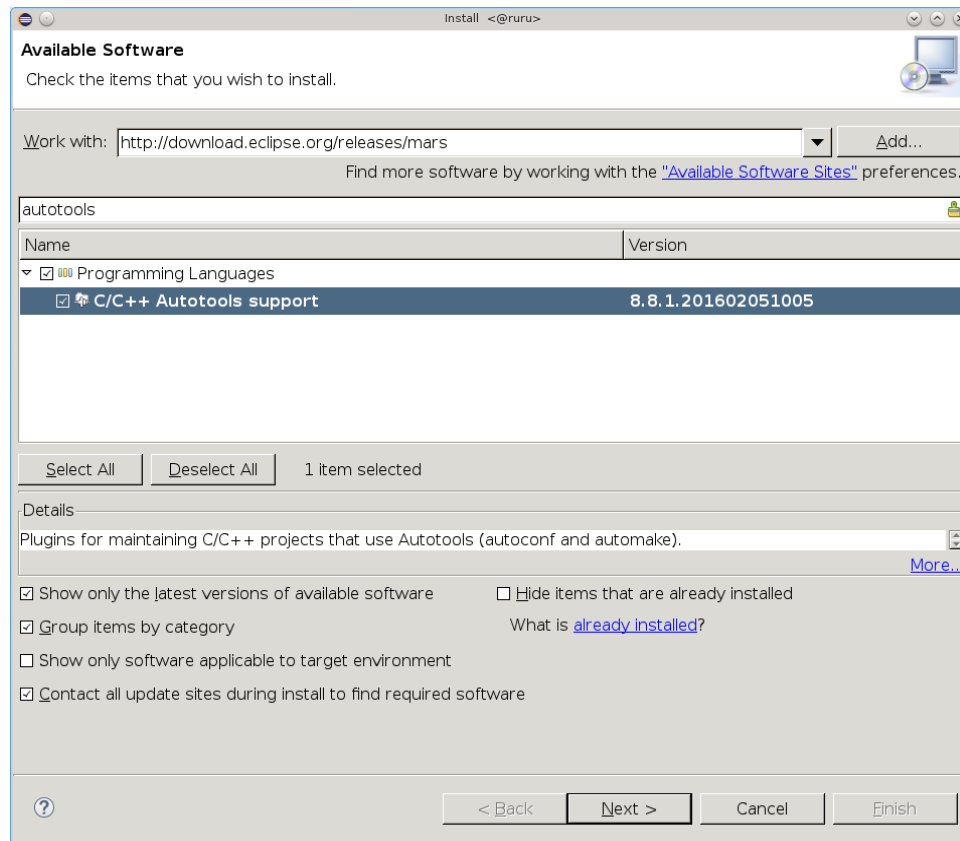 Install <@ruru>
Available Software
Check the items that you wish to install.
Work with: http://download.eclipse.org/releases/mars Add...
Find more software by working with the "Available Software Sites" preferences.
autotools
Name Version
Programming Languages
C/C++ Autotools support 8.8.1.201602051005
Select All Deselect All 1 item selected
Details
Plugins for maintaining C/C++ projects that use Autotools (autoconf and automake).
More...
Show only the latest versions of available software Hide items that are already installed
Group items by category What is already installed?
Show only software applicable to target environment
Contact all update sites during install to find required software
? < Back Next > Cancel Finish